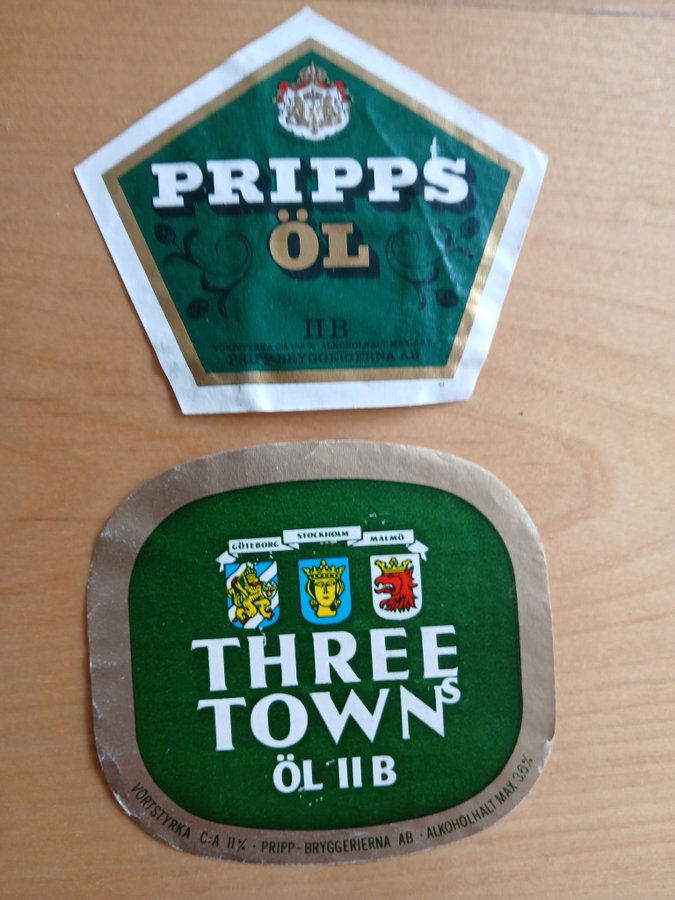 PRIPPS
ÖL
II B
PRIPP-BRYGGERIERNA AB
GÖTEBORG STOCKHOLM MALMÖ
THREE
TOWNS
ÖL II B
VORTSTYRKA C:A 11% · PRIPP-BRYGGERIERNA AB · ALKOHOLHALT MAX 3,6%